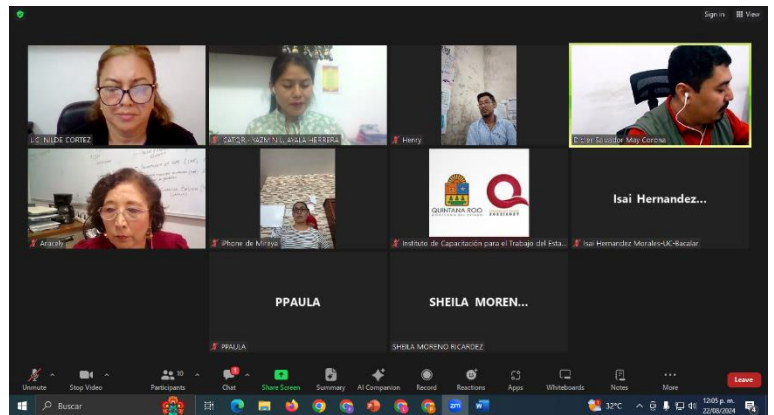 Sign in View
LIC. NILDE CORTEZ
CATQR - YAZMIN L. AYALA HERRERA
Henry
Didier Salvador May Corona
Aracely
iPhone de Mireya
QUINTANA ROO
Instituto de Capacitación para el Trabajo del Esta...
Isai Hernandez...
Isai Hernandez Morales-UC-Bacalar
PPAULA
PPAULA
SHEILA MOREN...
SHEILA MORENO RICARDEZ
10
Unmute Stop Video Participants Chat Share Screen Summary AI Companion Record Reactions Apps Whiteboards Notes More Leave
Buscar 32°C 12:05 p. m.
22/08/2024